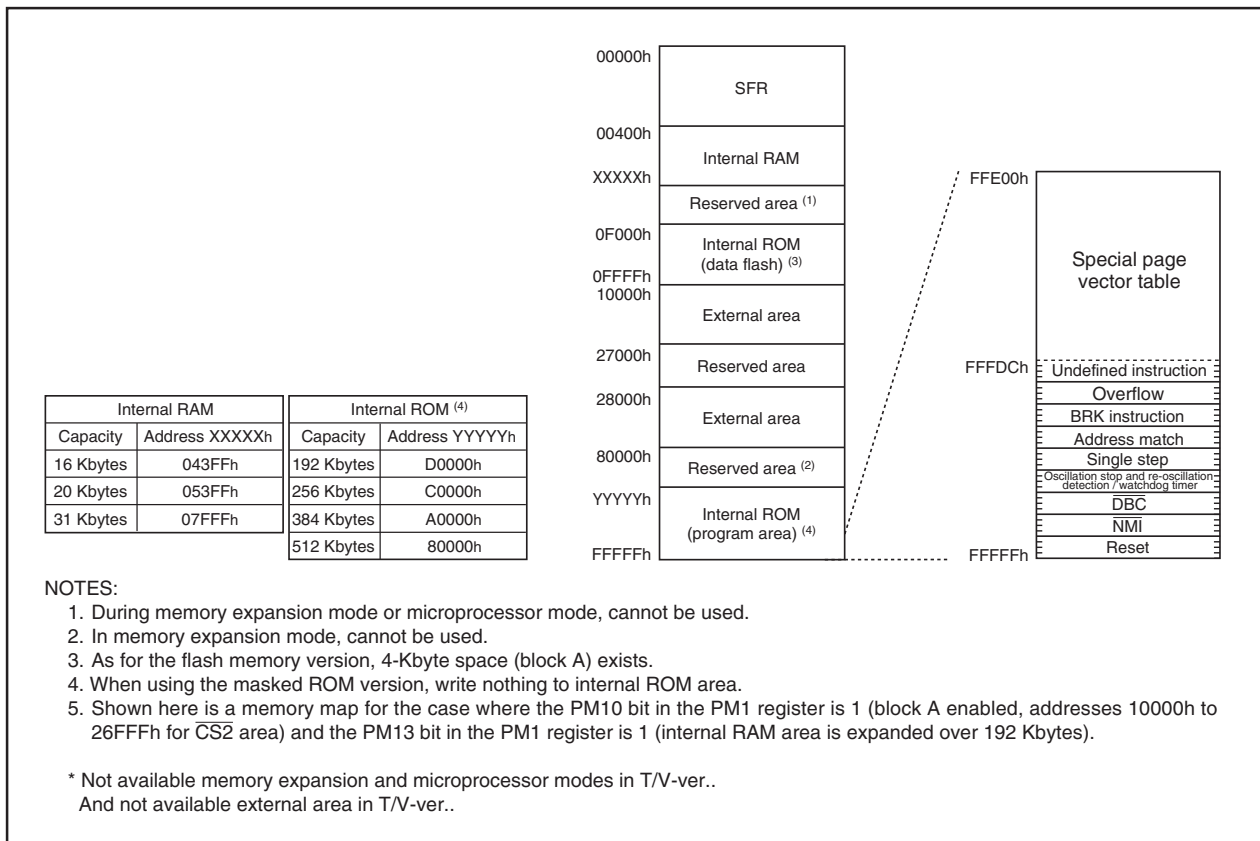 00000h
SFR
00400h
Internal RAM
XXXXXh
Reserved area (1)
0F000h
Internal ROM
(data flash) (3)
0FFFFh
10000h
External area
27000h
Reserved area
28000h
External area
80000h
Reserved area (2)
YYYYYh
Internal ROM
(program area) (4)
FFFFFh
FFE00h
Special page
vector table
FFFDCh
Undefined instruction
Overflow
BRK instruction
Address match
Single step
Oscillation stop and re-oscillation
detection / watchdog timer
DBC
NMI
Reset
FFFFFh
Internal RAM
Capacity Address XXXXXh
16 Kbytes 043FFh
20 Kbytes 053FFh
31 Kbytes 07FFFh
Internal ROM (4)
Capacity Address YYYYYh
192 Kbytes D0000h
256 Kbytes C0000h
384 Kbytes A0000h
512 Kbytes 80000h
NOTES:
1. During memory expansion mode or microprocessor mode, cannot be used.
2. In memory expansion mode, cannot be used.
3. As for the flash memory version, 4-Kbyte space (block A) exists.
4. When using the masked ROM version, write nothing to internal ROM area.
5. Shown here is a memory map for the case where the PM10 bit in the PM1 register is 1 (block A enabled, addresses 10000h to
26FFFh for CS2 area) and the PM13 bit in the PM1 register is 1 (internal RAM area is expanded over 192 Kbytes).
* Not available memory expansion and microprocessor modes in T/V-ver..
And not available external area in T/V-ver..